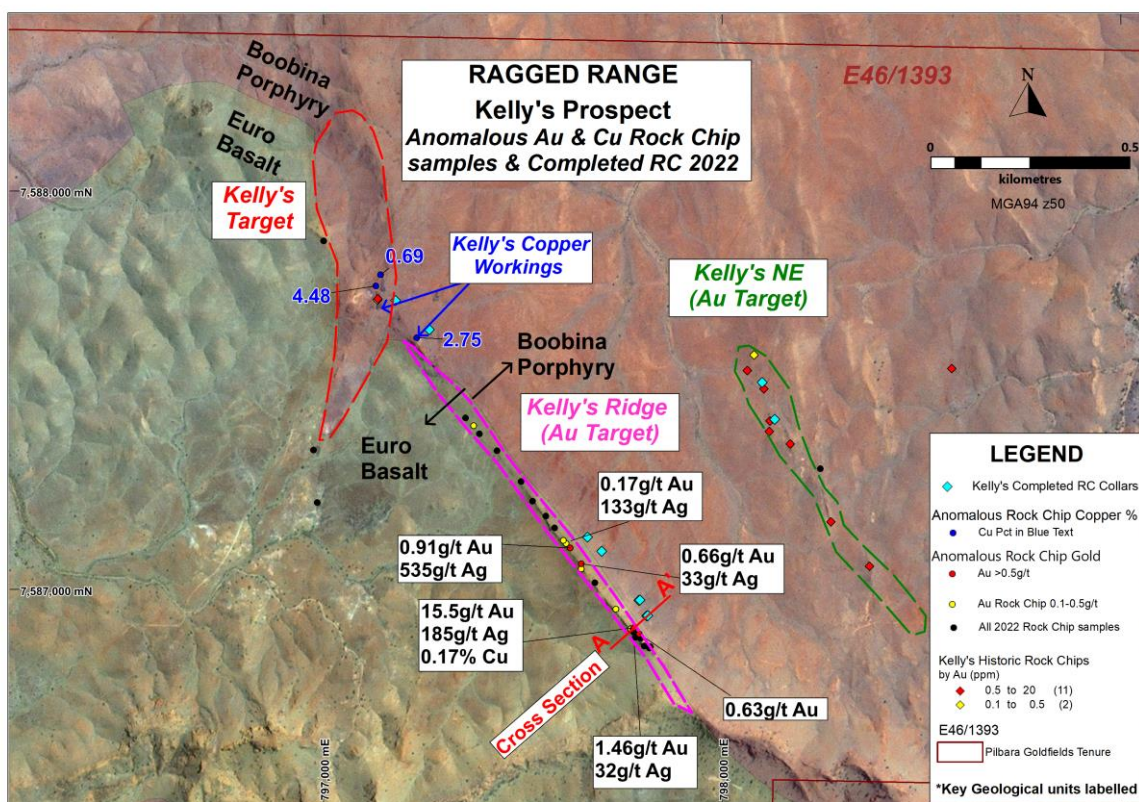 RAGGED RANGE
Kelly's Prospect
Anomalous Au & Cu Rock Chip
samples & Completed RC 2022
E46/1393
N
0
0.5
kilometres
MGA94 z50
Boobina
Porphyry
Euro
Basalt
7,588,000 mN
Kelly's
Target
Kelly's Copper
Workings
0.69
4.48
2.75
Kelly's NE
(Au Target)
Boobina
Porphyry
Kelly's Ridge
(Au Target)
Euro
Basalt
0.17g/t Au
133g/t Ag
0.91g/t Au
535g/t Ag
0.66g/t Au
33g/t Ag
7,587,000 mN
15.5g/t Au
185g/t Ag
0.17% Cu
A
A'
Cross Section
0.63g/t Au
1.46g/t Au
32g/t Ag
797,000 mE
798,000 mE
LEGEND
Kelly's Completed RC Collars
Anomalous Rock Chip Copper %
Cu Pct in Blue Text
Anomalous Rock Chip Gold
Au >0.5g/t
Au Rock Chip 0.1-0.5g/t
All 2022 Rock Chip samples
Kelly's Historic Rock Chips
by Au (ppm)
0.5 to 20 (11)
0.1 to 0.5 (2)
E46/1393
Pilbara Goldfields Tenure
*Key Geological units labelled